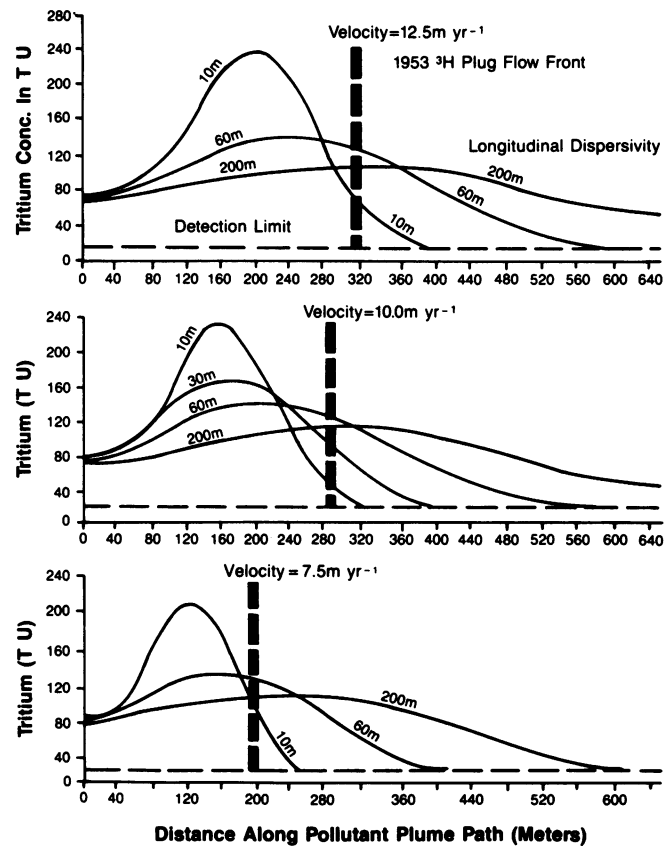 Velocity=12.5m yr⁻¹
1953 ³H Plug Flow Front
280
240
200
160
120
80
40
0
Tritium Conc. In T U
10m
60m
200m
Longitudinal Dispersivity
200m
60m
10m
Detection Limit
0 40 80 120 160 200 240 280 320 360 400 440 480 520 560 600 640
Velocity=10.0m yr⁻¹
240
200
160
120
80
40
0
Tritium (T U)
10m
30m
60m
200m
0 40 80 120 160 200 240 280 320 360 400 440 480 520 560 600 640
Velocity = 7.5m yr⁻¹
240
200
160
120
80
40
0
Tritium (T U)
10m
60m
200m
0 40 120 160 200 280 320 360 440 480 520 600
Distance Along Pollutant Plume Path (Meters)